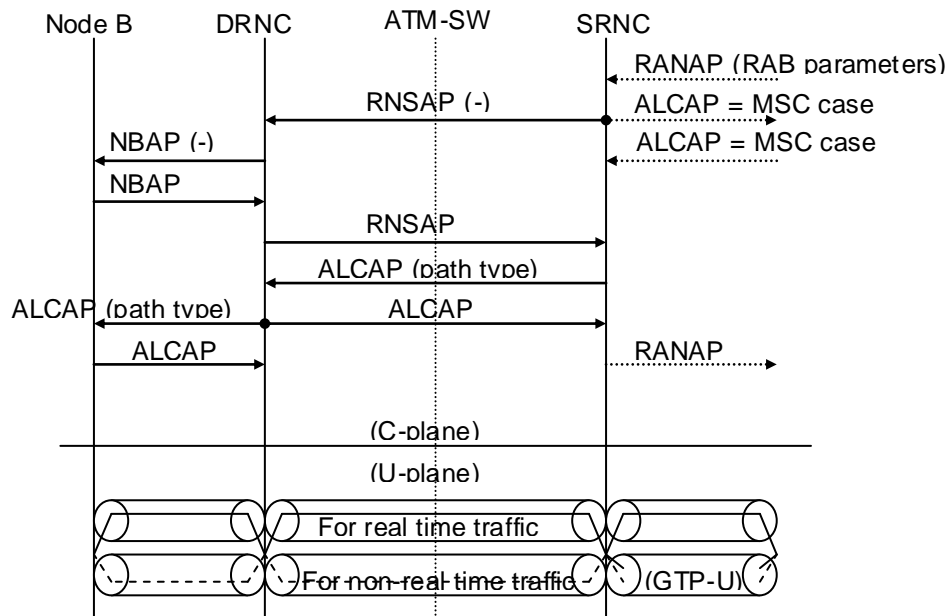 Node B DRNC ATM-SW SRNC
RANAP (RAB parameters)
RNSAP (-) ALCAP = MSC case
NBAP (-) ALCAP = MSC case
NBAP
RNSAP
ALCAP (path type)
ALCAP (path type) ALCAP
ALCAP RANAP
(C-plane)
(U-plane)
For real time traffic
For non-real time traffic (GTP-U)